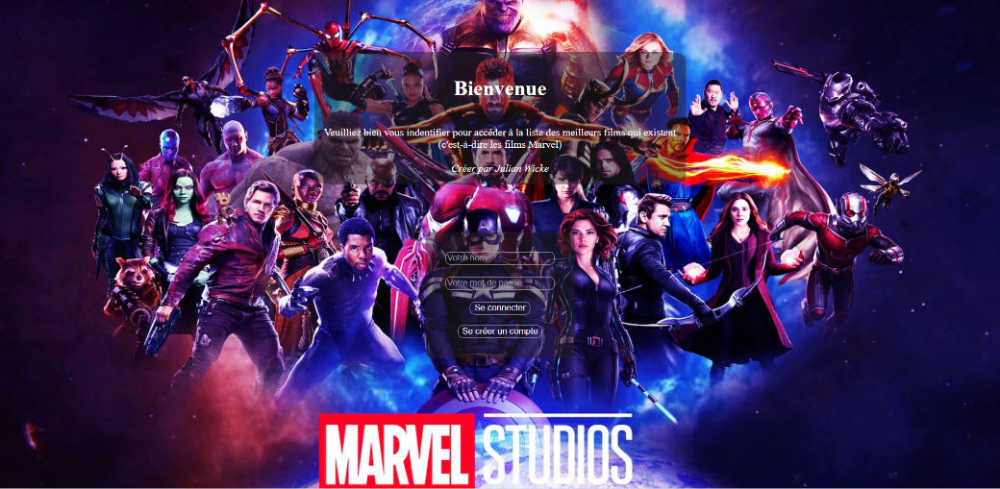 Bienvenue
Veuilliez bien vous indentifier pour accéder à la liste des meilleurs films qui existent
(c'est-à-dire les films Marvel)
Créer par Julian Wicke
Votre nom
Votre mot de passe
Se connecter
Se créer un compte
MARVEL STUDIOS